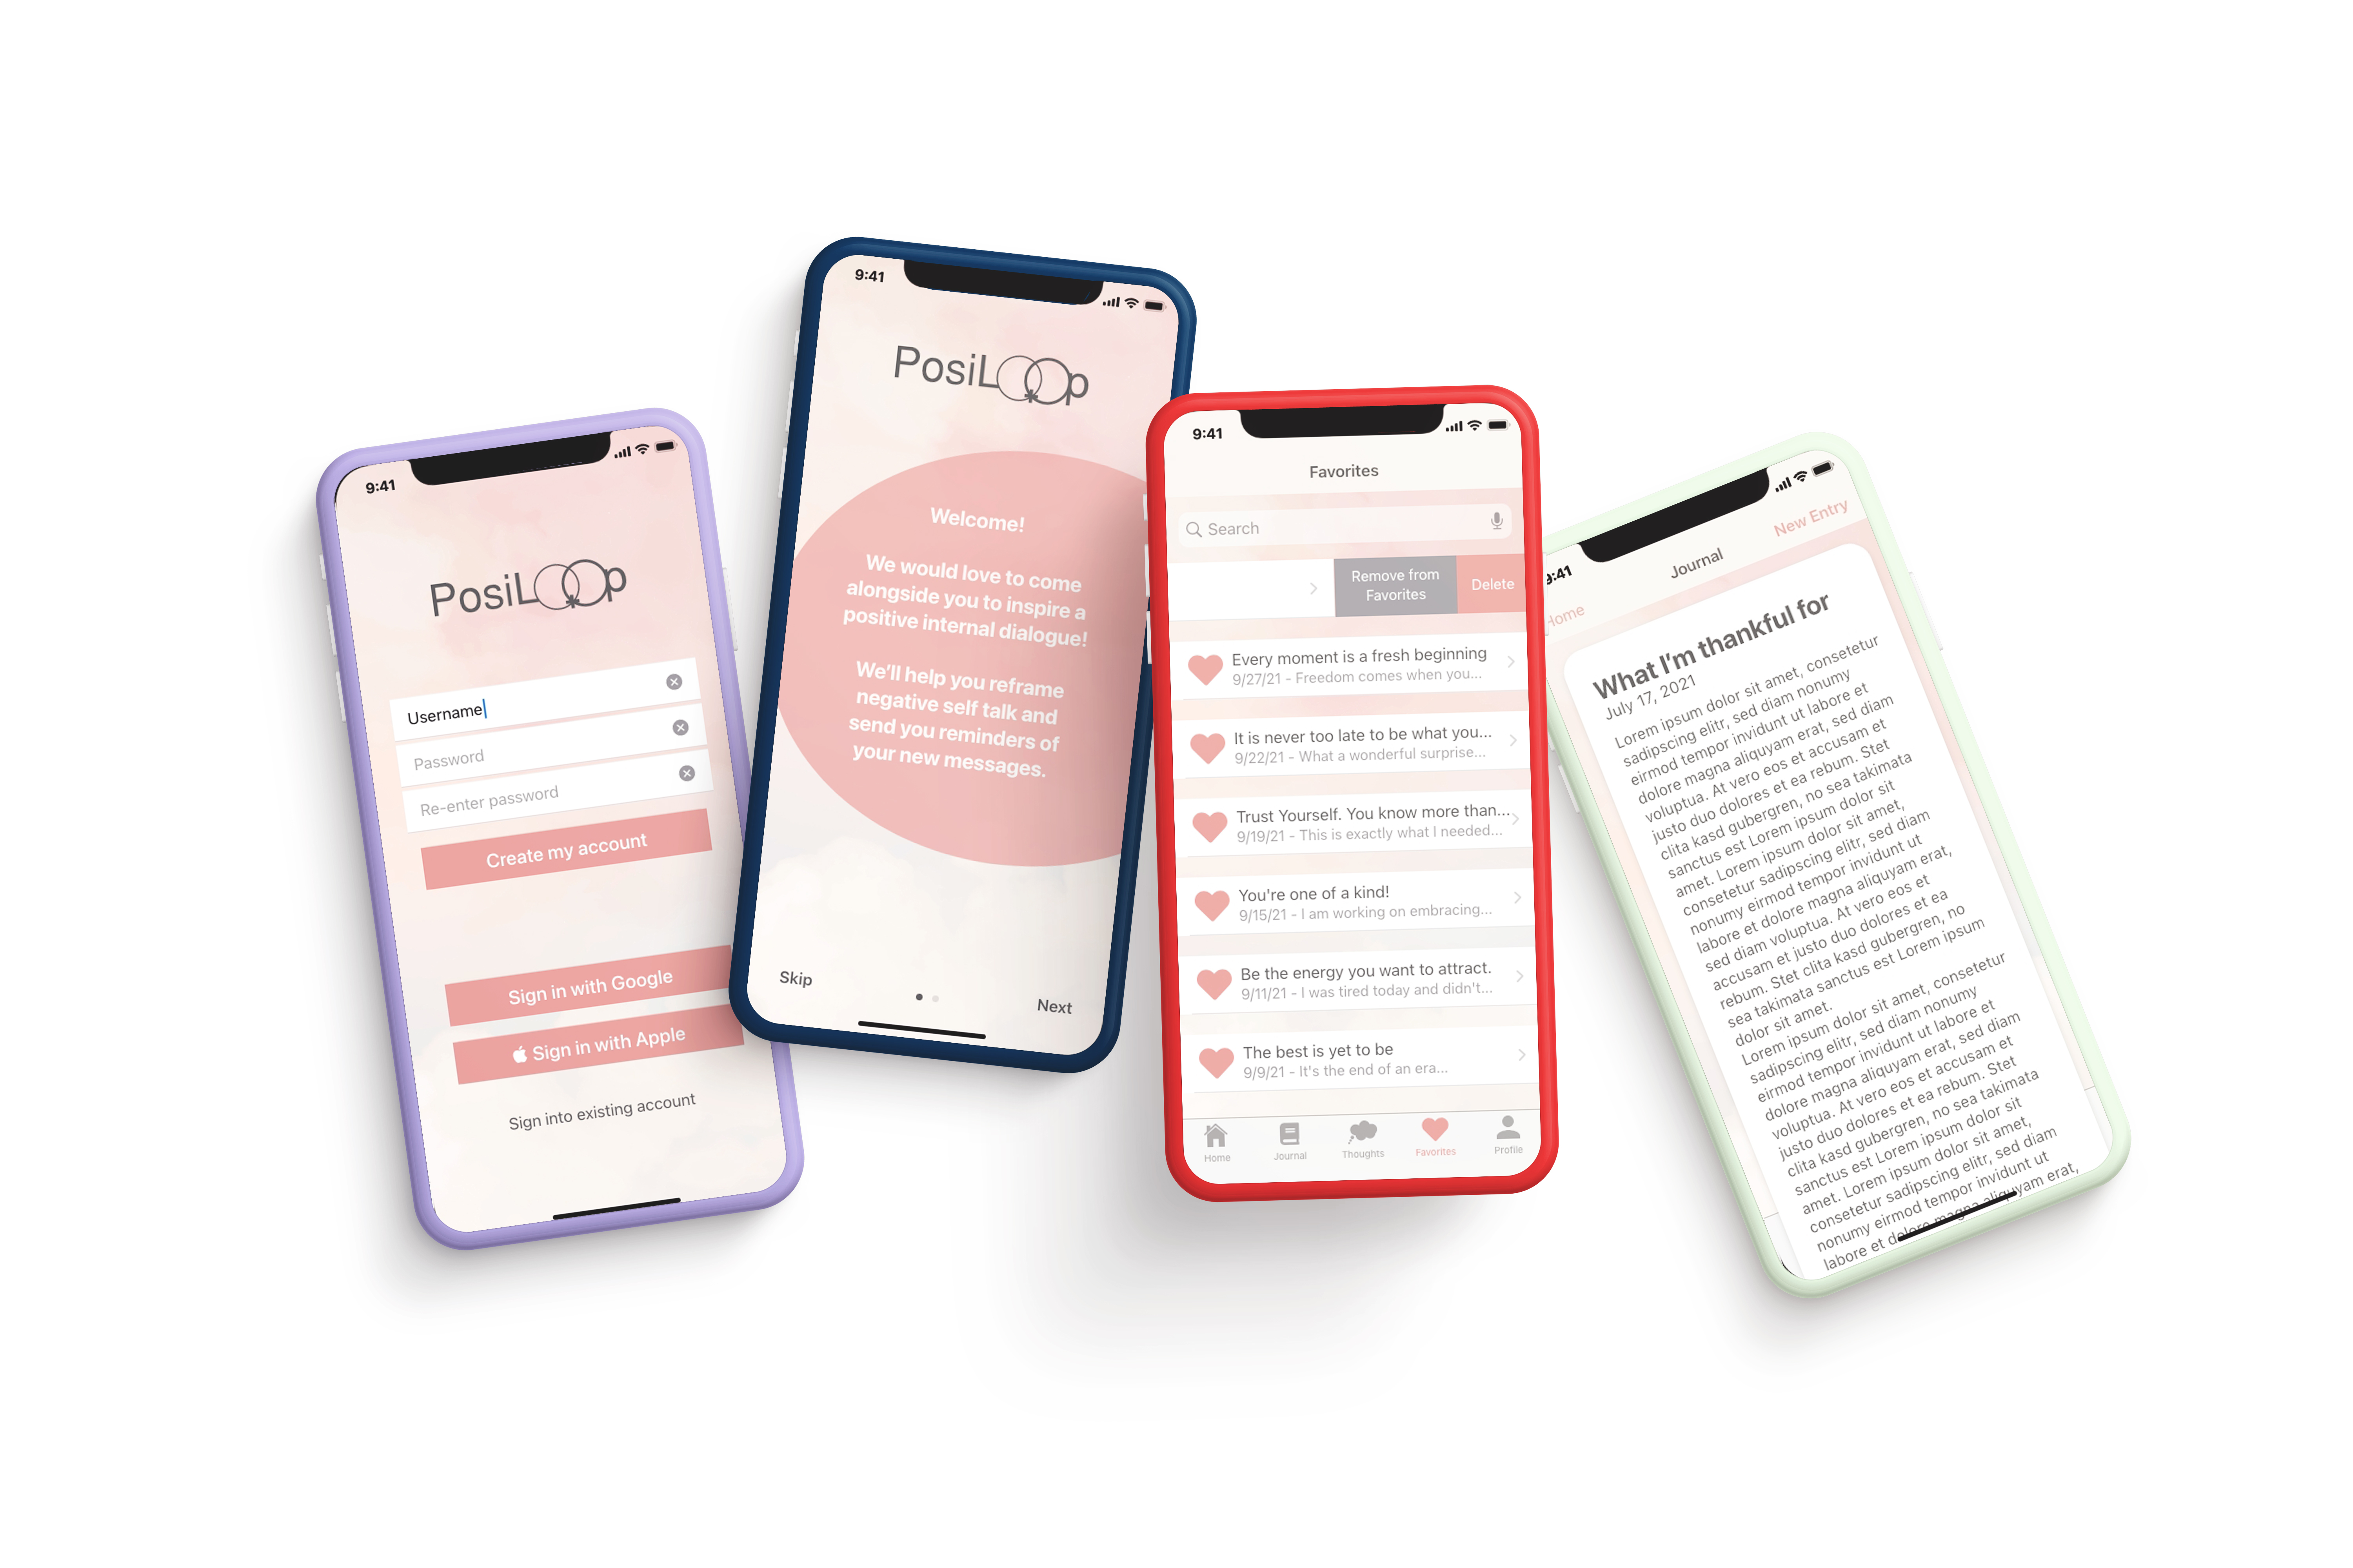 9:41
PosiLoop
Username
Password
Re-enter password
Create my account
Sign in with Google
Sign in with Apple
Sign into existing account
9:41
PosiLoop
Welcome!
We would love to come
alongside you to inspire a
positive internal dialogue!
We'll help you reframe
negative self talk and
send you reminders of
your new messages.
Skip
Next
9:41
Favorites
Search
Remove from
Favorites
Delete
Every moment is a fresh beginning
9/27/21 - Freedom comes when you...
It is never too late to be what you...
9/22/21 - What a wonderful surprise...
Trust Yourself. You know more than...
9/19/21 - This is exactly what I needed...
You're one of a kind!
9/15/21 - I am working on embracing...
Be the energy you want to attract.
9/11/21 - I was tired today and didn't...
The best is yet to be
9/9/21 - It's the end of an era...
Home
Journal
Thoughts
Favorites
Profile
9:41
Home
Journal
New Entry
What I'm thankful for
July 17, 2021
Lorem ipsum dolor sit amet, consetetur
sadipscing elitr, sed diam nonumy
eirmod tempor invidunt ut labore et
dolore magna aliquyam erat, sed diam
voluptua. At vero eos et accusam et
justo duo dolores et ea rebum. Stet
clita kasd gubergren, no sea takimata
sanctus est Lorem ipsum dolor sit
amet. Lorem ipsum dolor sit amet,
consetetur sadipscing elitr, sed diam
nonumy eirmod tempor invidunt ut
labore et dolore magna aliquyam erat,
sed diam voluptua. At vero eos et
accusam et justo duo dolores et ea
rebum. Stet clita kasd gubergren, no
sea takimata sanctus est Lorem ipsum
dolor sit amet.
Lorem ipsum dolor sit amet, consetetur
sadipscing elitr, sed diam nonumy
eirmod tempor invidunt ut labore et
dolore magna aliquyam erat, sed diam
voluptua. At vero eos et accusam et
justo duo dolores et ea rebum. Stet
clita kasd gubergren, no sea takimata
sanctus est Lorem ipsum dolor sit
amet. Lorem ipsum dolor sit amet,
consetetur sadipscing elitr, sed diam
nonumy eirmod tempor invidunt ut
labore et dolore magna aliquyam erat,